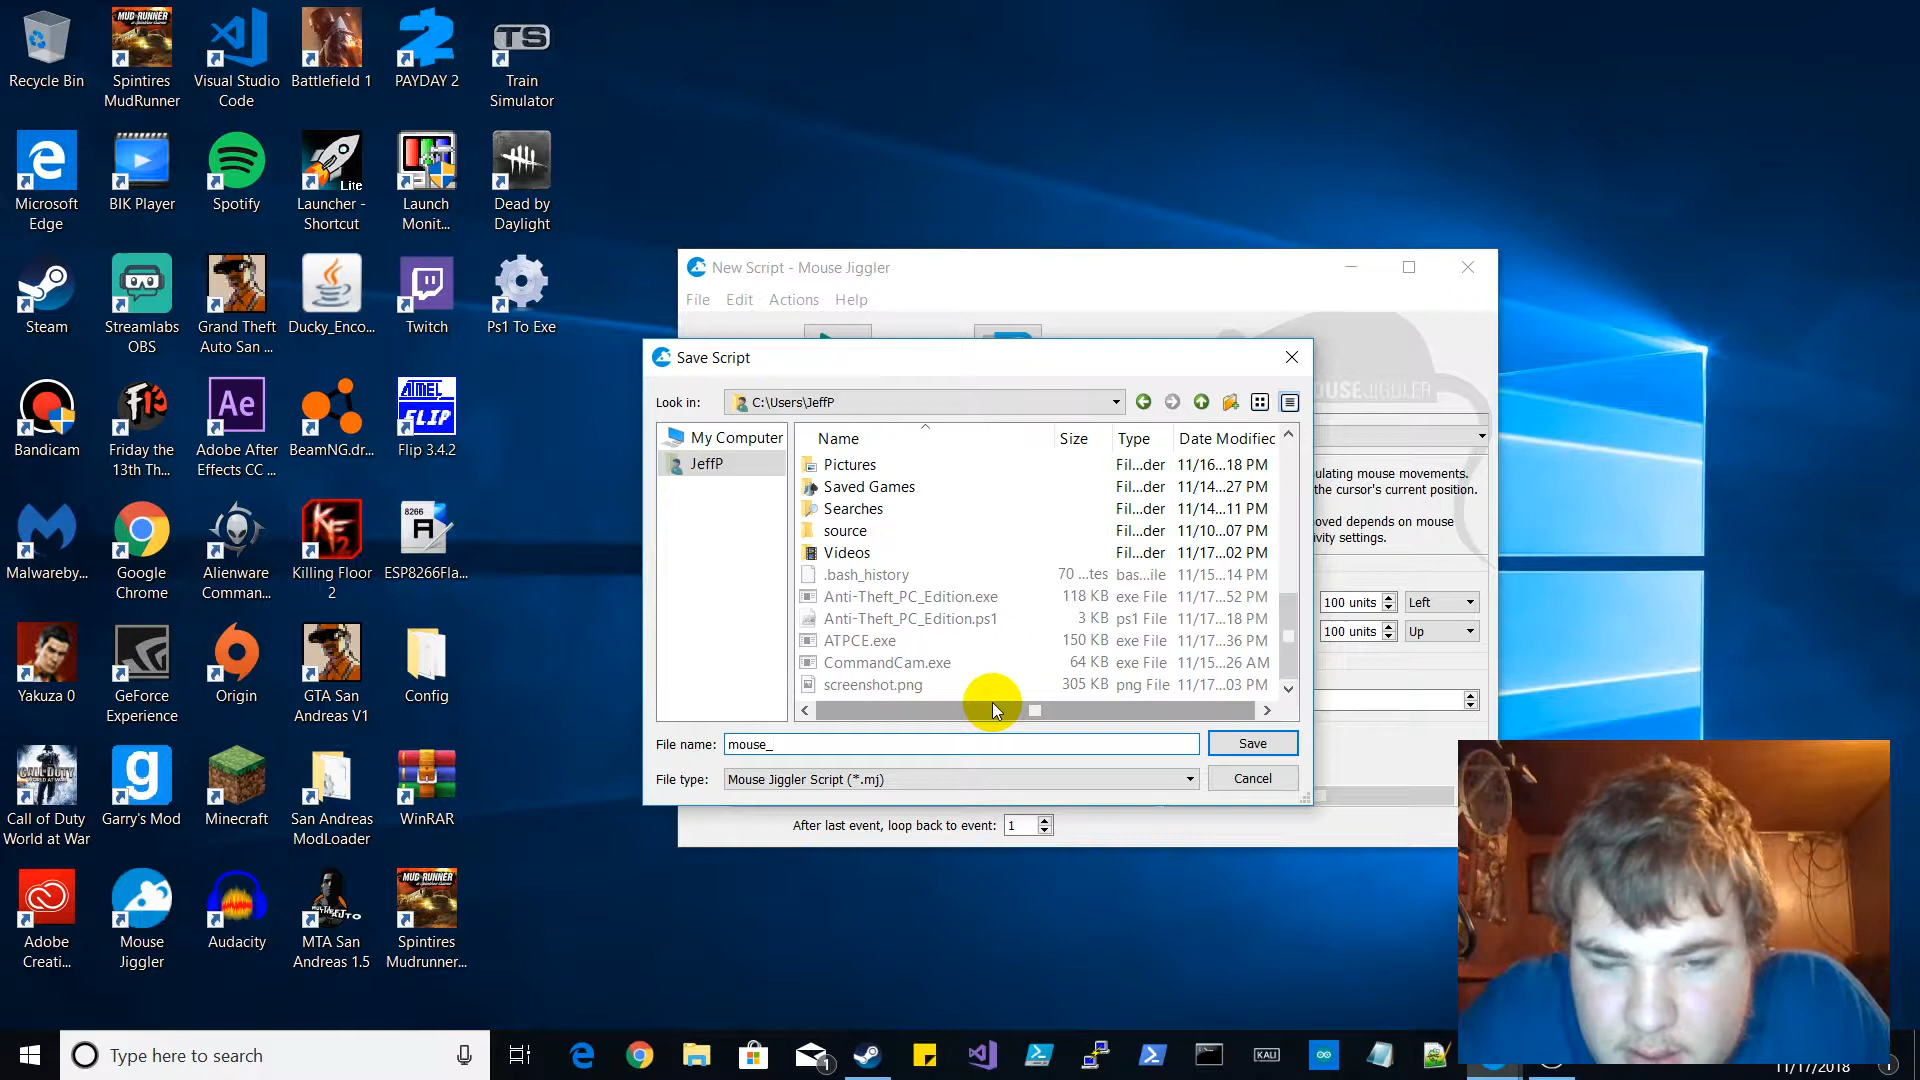 Recycle Bin
Spintires
MudRunner
Visual Studio
Code
Battlefield 1
PAYDAY 2
Train
Simulator
Microsoft
Edge
BIK Player
Spotify
Lite
Launcher -
Shortcut
Launch
Monit...
Dead by
Daylight
Steam
Streamlabs
OBS
Grand Theft
Auto San ...
Ducky_Enco...
Twitch
Ps1 To Exe
Bandicam
Friday the
13th Th...
Adobe After
Effects CC ...
BeamNG.dr...
ATMEL
FLIP
Flip 3.4.2
Malwareby...
Google
Chrome
Alienware
Comman...
Killing Floor
2
8266
A
ESP8266Fla...
Yakuza 0
GeForce
Experience
Origin
GTA San
Andreas V1
Config
Call of Duty
World at War
Garry's Mod
Minecraft
San Andreas
ModLoader
WinRAR
Adobe
Creati...
Mouse
Jiggler
Audacity
MTA San
Andreas 1.5
Spintires
Mudrunner...
New Script - Mouse Jiggler
File Edit Actions Help
Save Script
Look in: C:\Users\JeffP
My Computer
JeffP
Name Size Type Date Modified
Pictures Fil...der 11/16...18 PM
Saved Games Fil...der 11/14...27 PM
Searches Fil...der 11/14...11 PM
source Fil...der 11/10...07 PM
Videos Fil...der 11/17...02 PM
.bash_history 70 ...tes bas...ile 11/15...14 PM
Anti-Theft_PC_Edition.exe 118 KB exe File 11/17...52 PM
Anti-Theft_PC_Edition.ps1 3 KB ps1 File 11/17...18 PM
ATPCE.exe 150 KB exe File 11/17...36 PM
CommandCam.exe 64 KB exe File 11/15...26 AM
screenshot.png 305 KB png File 11/17...03 PM
File name: mouse_ Save
File type: Mouse Jiggler Script (*.mj) Cancel
OUSEJIGGLER
ulating mouse movements.
the cursor's current position.
oved depends on mouse
ivity settings.
100 units Left
100 units Up
After last event, loop back to event: 1
Type here to search
1
KALI
11/17/2018
1